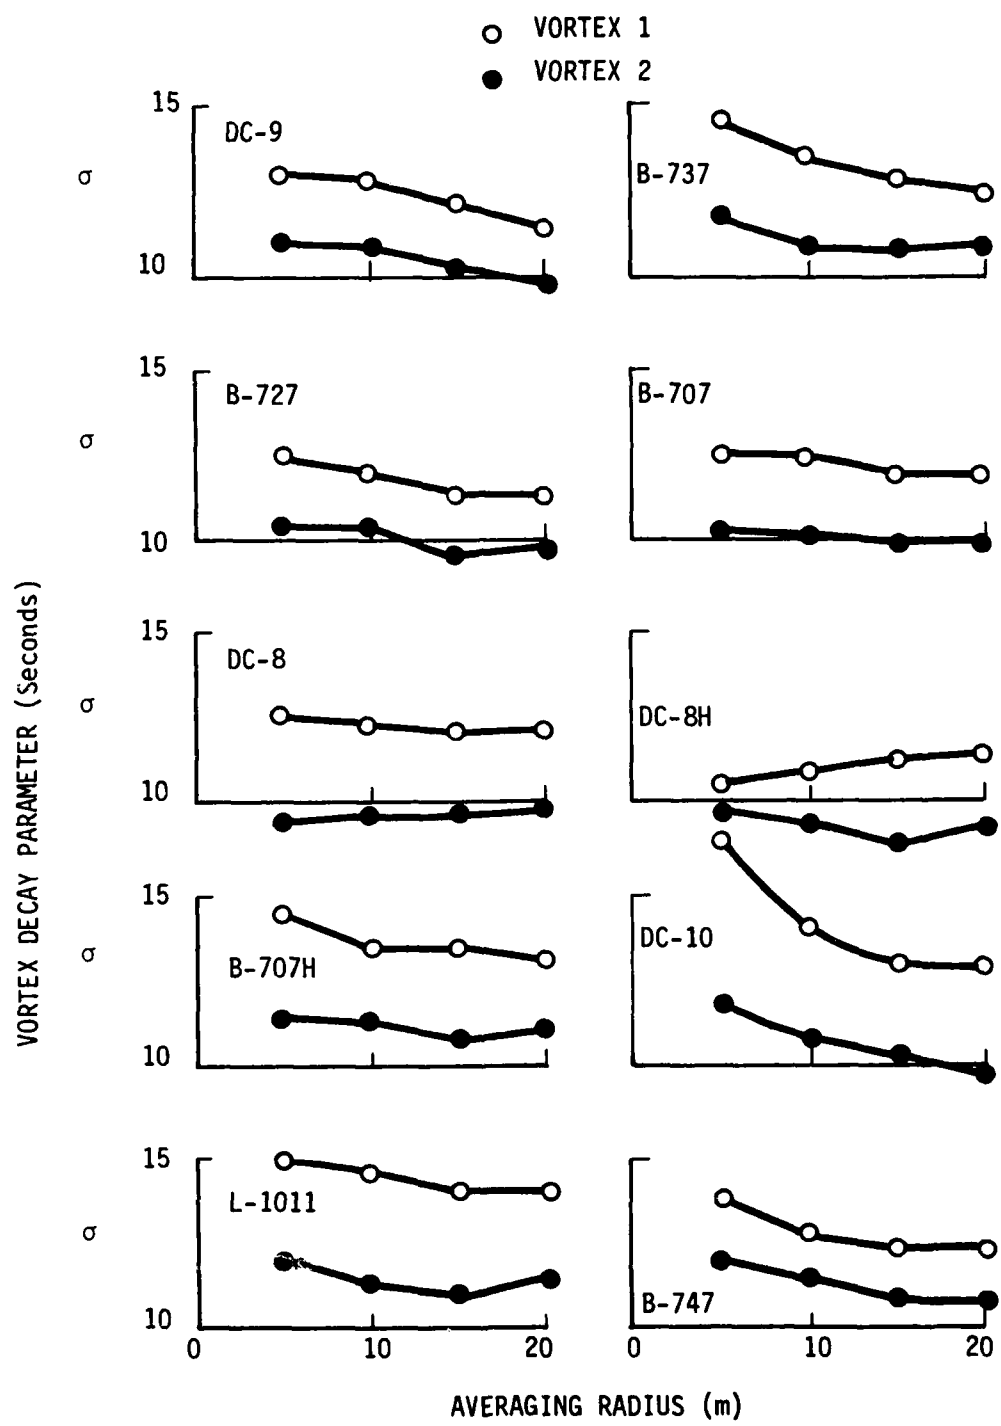 VORTEX 1
VORTEX 2
15
DC-9
σ
10
B-737
15
B-727
σ
10
B-707
15
DC-8
σ
10
DC-8H
15
σ
B-707H
10
DC-10
15
L-1011
σ
10
0 10 20
B-747
0 10 20
VORTEX DECAY PARAMETER (Seconds)
AVERAGING RADIUS (m)